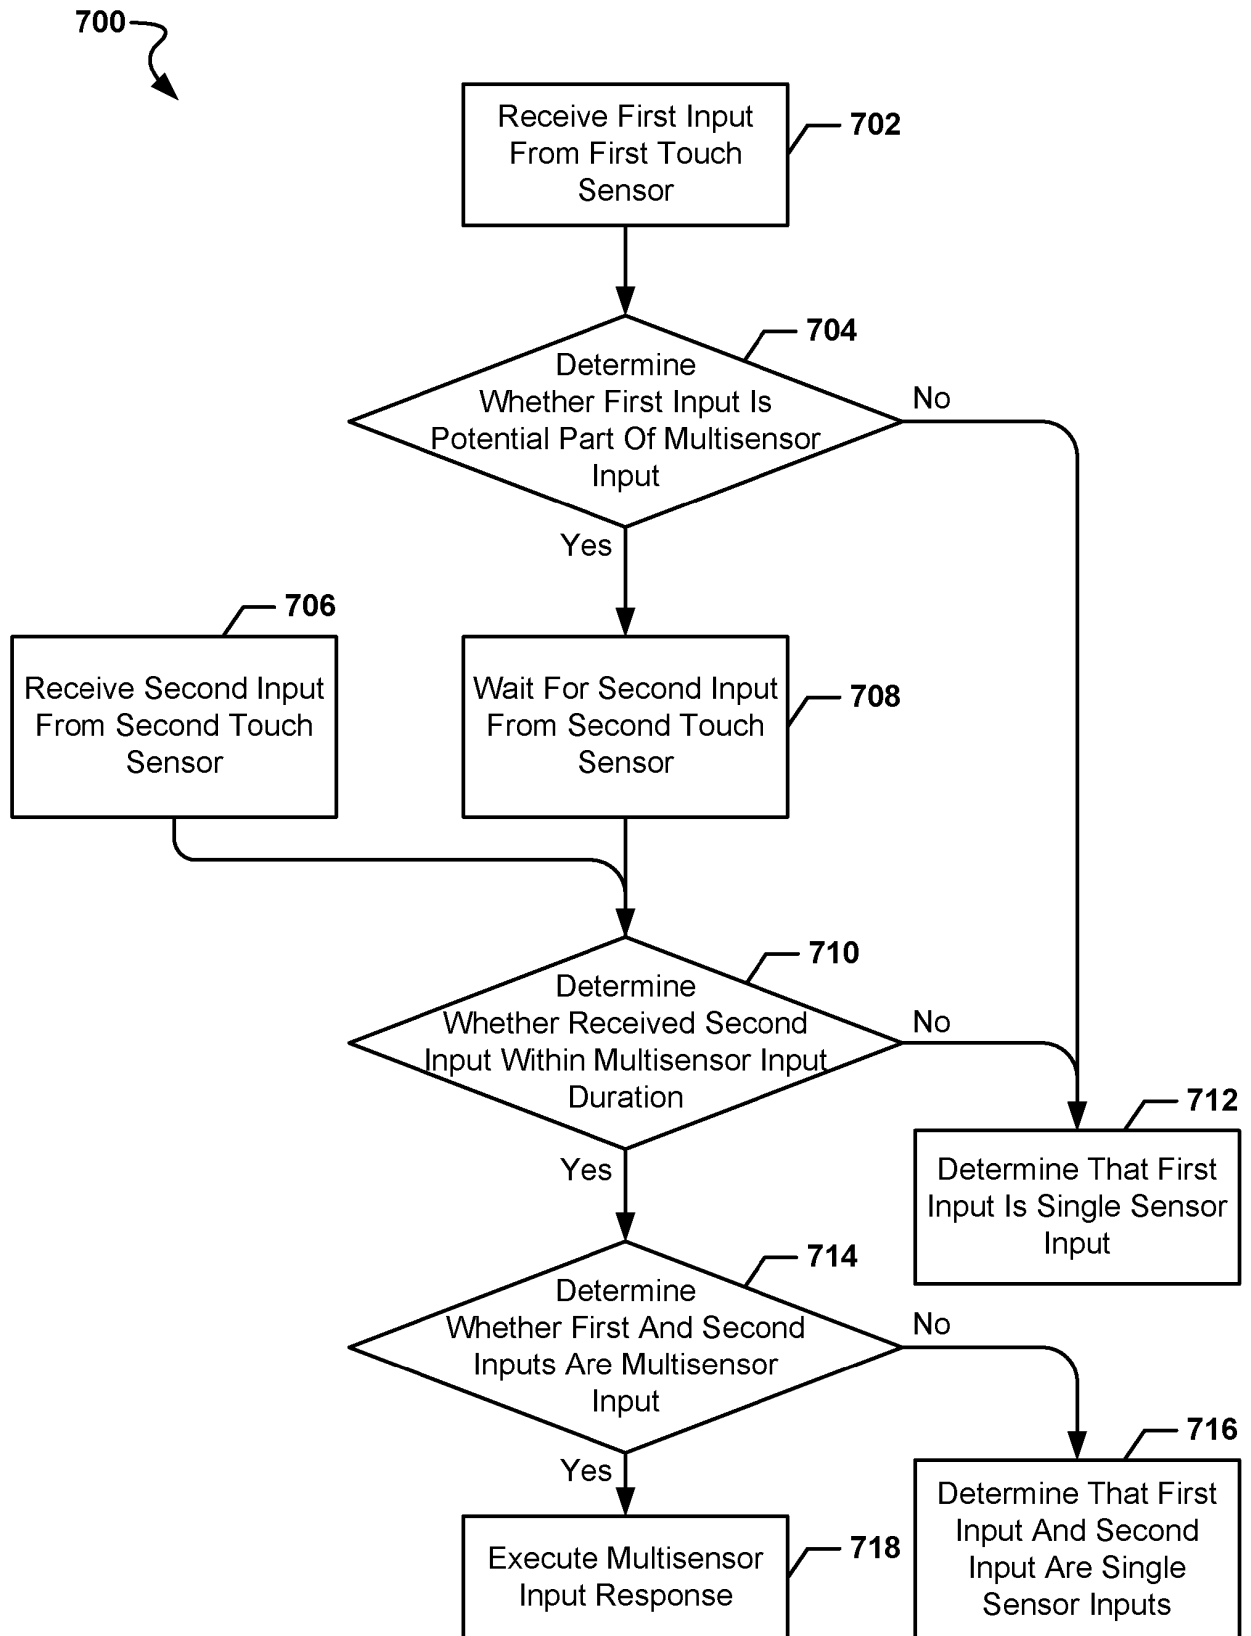 700
Receive First Input
From First Touch
Sensor
702
704
Determine
Whether First Input Is
Potential Part Of Multisensor
Input
No
Yes
706
Receive Second Input
From Second Touch
Sensor
Wait For Second Input
From Second Touch
Sensor
708
710
Determine
Whether Received Second
Input Within Multisensor Input
Duration
No
Yes
712
Determine That First
Input Is Single Sensor
Input
714
Determine
Whether First And Second
Inputs Are Multisensor
Input
No
Yes
716
Determine That First
Input And Second
Input Are Single
Sensor Inputs
Execute Multisensor
Input Response
718